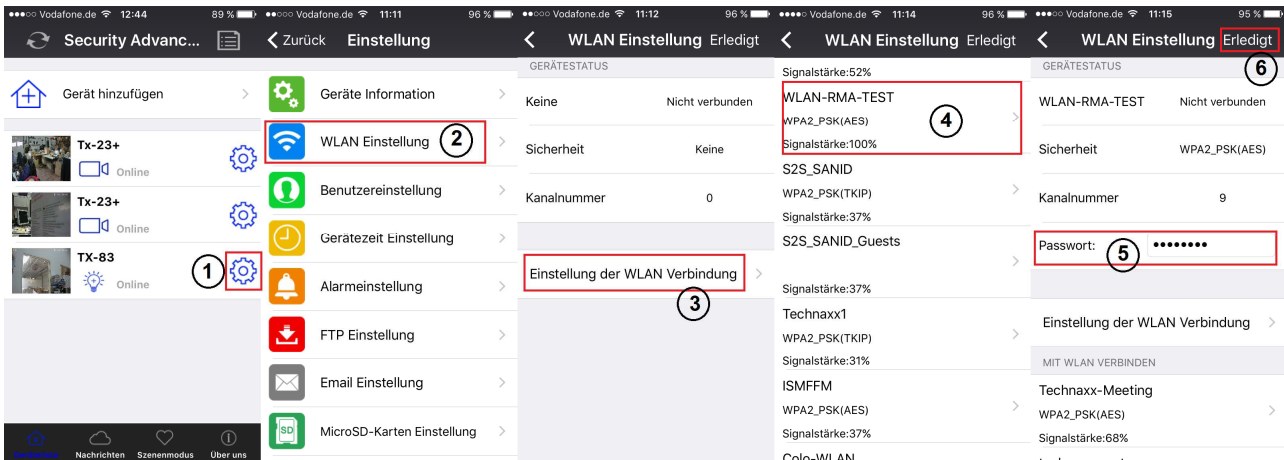 Vodafone.de 12:44 89 %
Security Advanc...
Gerät hinzufügen
Tx-23+
Online
Tx-23+
Online
TX-83
Online
1
Nachrichten Szenenmodus Über uns
Vodafone.de 11:11 96 %
Zurück Einstellung
Geräte Information
WLAN Einstellung 2
Benutzereinstellung
Gerätezeit Einstellung
Alarmeinstellung
FTP Einstellung
Email Einstellung
SD MicroSD-Karten Einstellung
Vodafone.de 11:12 96 %
WLAN Einstellung Erledigt
GERÄTESTATUS
Keine Nicht verbunden
Sicherheit Keine
Kanalnummer 0
Einstellung der WLAN Verbindung
3
Vodafone.de 11:14 96 %
WLAN Einstellung Erledigt
Signalstärke:52%
WLAN-RMA-TEST
WPA2_PSK(AES)
4
Signalstärke:100%
S2S_SANID
WPA2_PSK(TKIP)
Signalstärke:37%
S2S_SANID_Guests
Signalstärke:37%
Technaxx1
WPA2_PSK(TKIP)
Signalstärke:31%
ISMFFM
WPA2_PSK(AES)
Signalstärke:37%
Colo-WLAN
Vodafone.de 11:15 95 %
WLAN Einstellung Erledigt
6
GERÄTESTATUS
WLAN-RMA-TEST Nicht verbunden
Sicherheit WPA2_PSK(AES)
Kanalnummer 9
Passwort: 5 ••••••••
Einstellung der WLAN Verbindung
MIT WLAN VERBINDEN
Technaxx-Meeting
WPA2_PSK(AES)
Signalstärke:68%